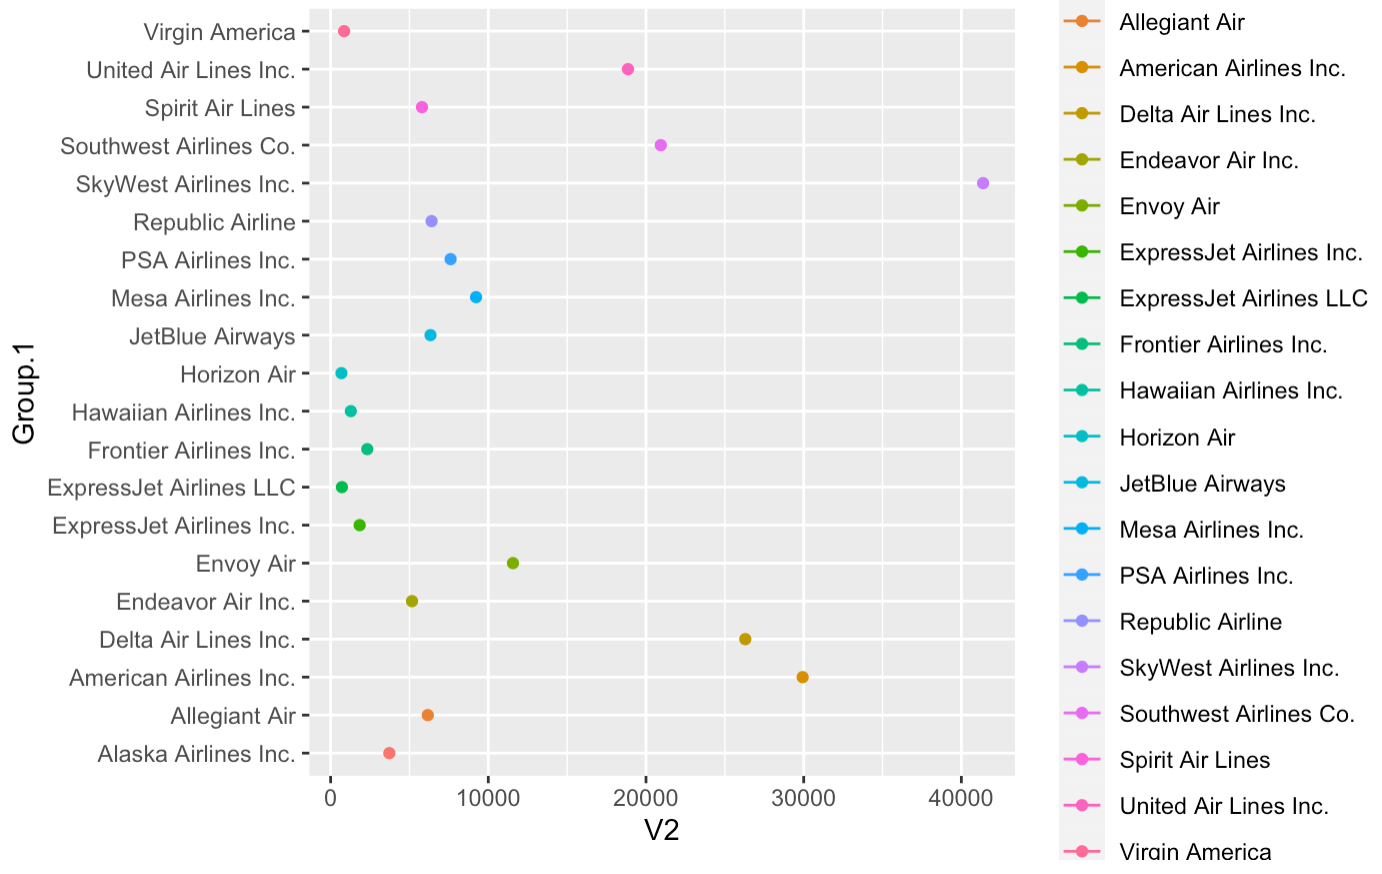 Virgin America
United Air Lines Inc.
Spirit Air Lines
Southwest Airlines Co.
SkyWest Airlines Inc.
Republic Airline
PSA Airlines Inc.
Mesa Airlines Inc.
JetBlue Airways
Horizon Air
Hawaiian Airlines Inc.
Frontier Airlines Inc.
ExpressJet Airlines LLC
ExpressJet Airlines Inc.
Envoy Air
Endeavor Air Inc.
Delta Air Lines Inc.
American Airlines Inc.
Allegiant Air
Alaska Airlines Inc.
Group.1
0 10000 20000 30000 40000
V2
Allegiant Air
American Airlines Inc.
Delta Air Lines Inc.
Endeavor Air Inc.
Envoy Air
ExpressJet Airlines Inc.
ExpressJet Airlines LLC
Frontier Airlines Inc.
Hawaiian Airlines Inc.
Horizon Air
JetBlue Airways
Mesa Airlines Inc.
PSA Airlines Inc.
Republic Airline
SkyWest Airlines Inc.
Southwest Airlines Co.
Spirit Air Lines
United Air Lines Inc.
Virgin America